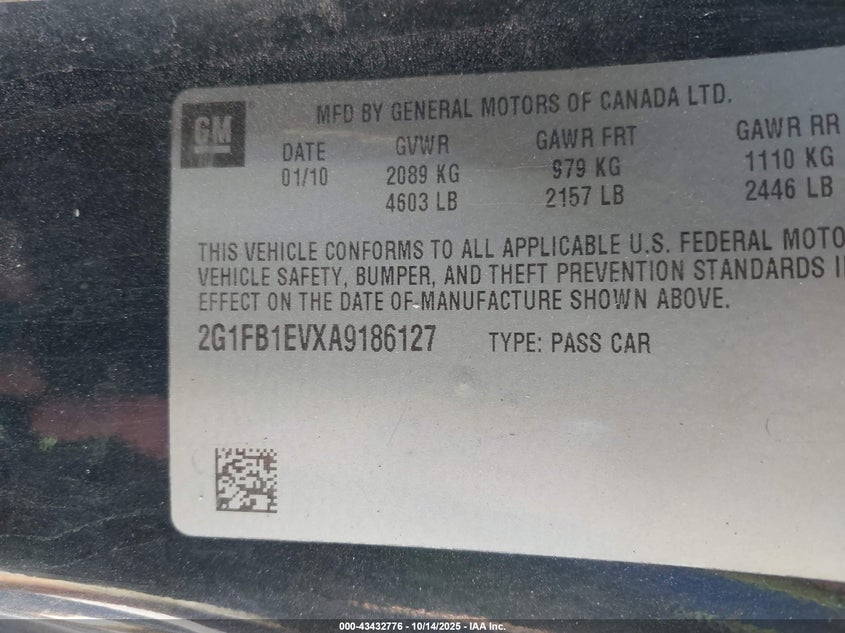 GM
MFD BY GENERAL MOTORS OF CANADA LTD.
DATE GVWR GAWR FRT GAWR RR
01/10 2089 KG 979 KG 1110 KG
4603 LB 2157 LB 2446 LB
THIS VEHICLE CONFORMS TO ALL APPLICABLE U.S. FEDERAL MOTO
VEHICLE SAFETY, BUMPER, AND THEFT PREVENTION STANDARDS I
EFFECT ON THE DATE OF MANUFACTURE SHOWN ABOVE.
2G1FB1EVXA9186127 TYPE: PASS CAR
000-43432776 | 10/14/2025 | IAA Inc.